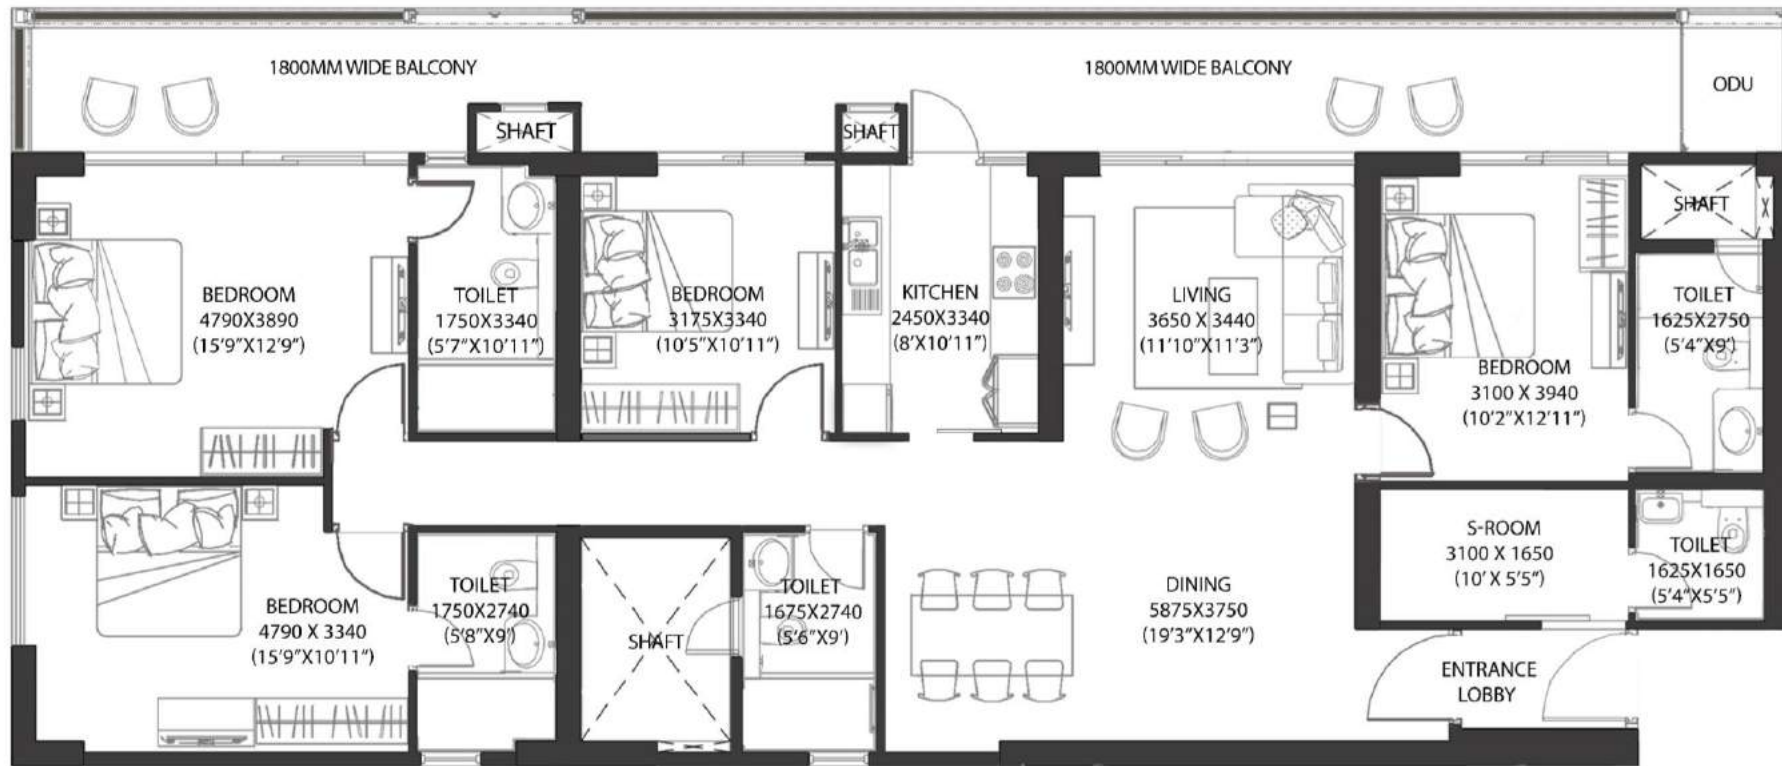 1800MM WIDE BALCONY
1800MM WIDE BALCONY
ODU
SHAFT
SHAFT
SHAFT
BEDROOM
4790X3890
(15'9"X12'9")
TOILET
1750X3340
(5'7"X10'11")
BEDROOM
3175X3340
(10'5"X10'11")
KITCHEN
2450X3340
(8'X10'11")
LIVING
3650 X 3440
(11'10"X11'3")
BEDROOM
3100 X 3940
(10'2"X12'11")
TOILET
1625X2750
(5'4"X9')
BEDROOM
4790 X 3340
(15'9"X10'11")
TOILET
1750X2740
(5'8"X9')
SHAFT
TOILET
1675X2740
(5'6"X9')
DINING
5875X3750
(19'3"X12'9")
S-ROOM
3100 X 1650
(10' X 5'5")
TOILET
1625X1650
(5'4"X5'5")
ENTRANCE
LOBBY